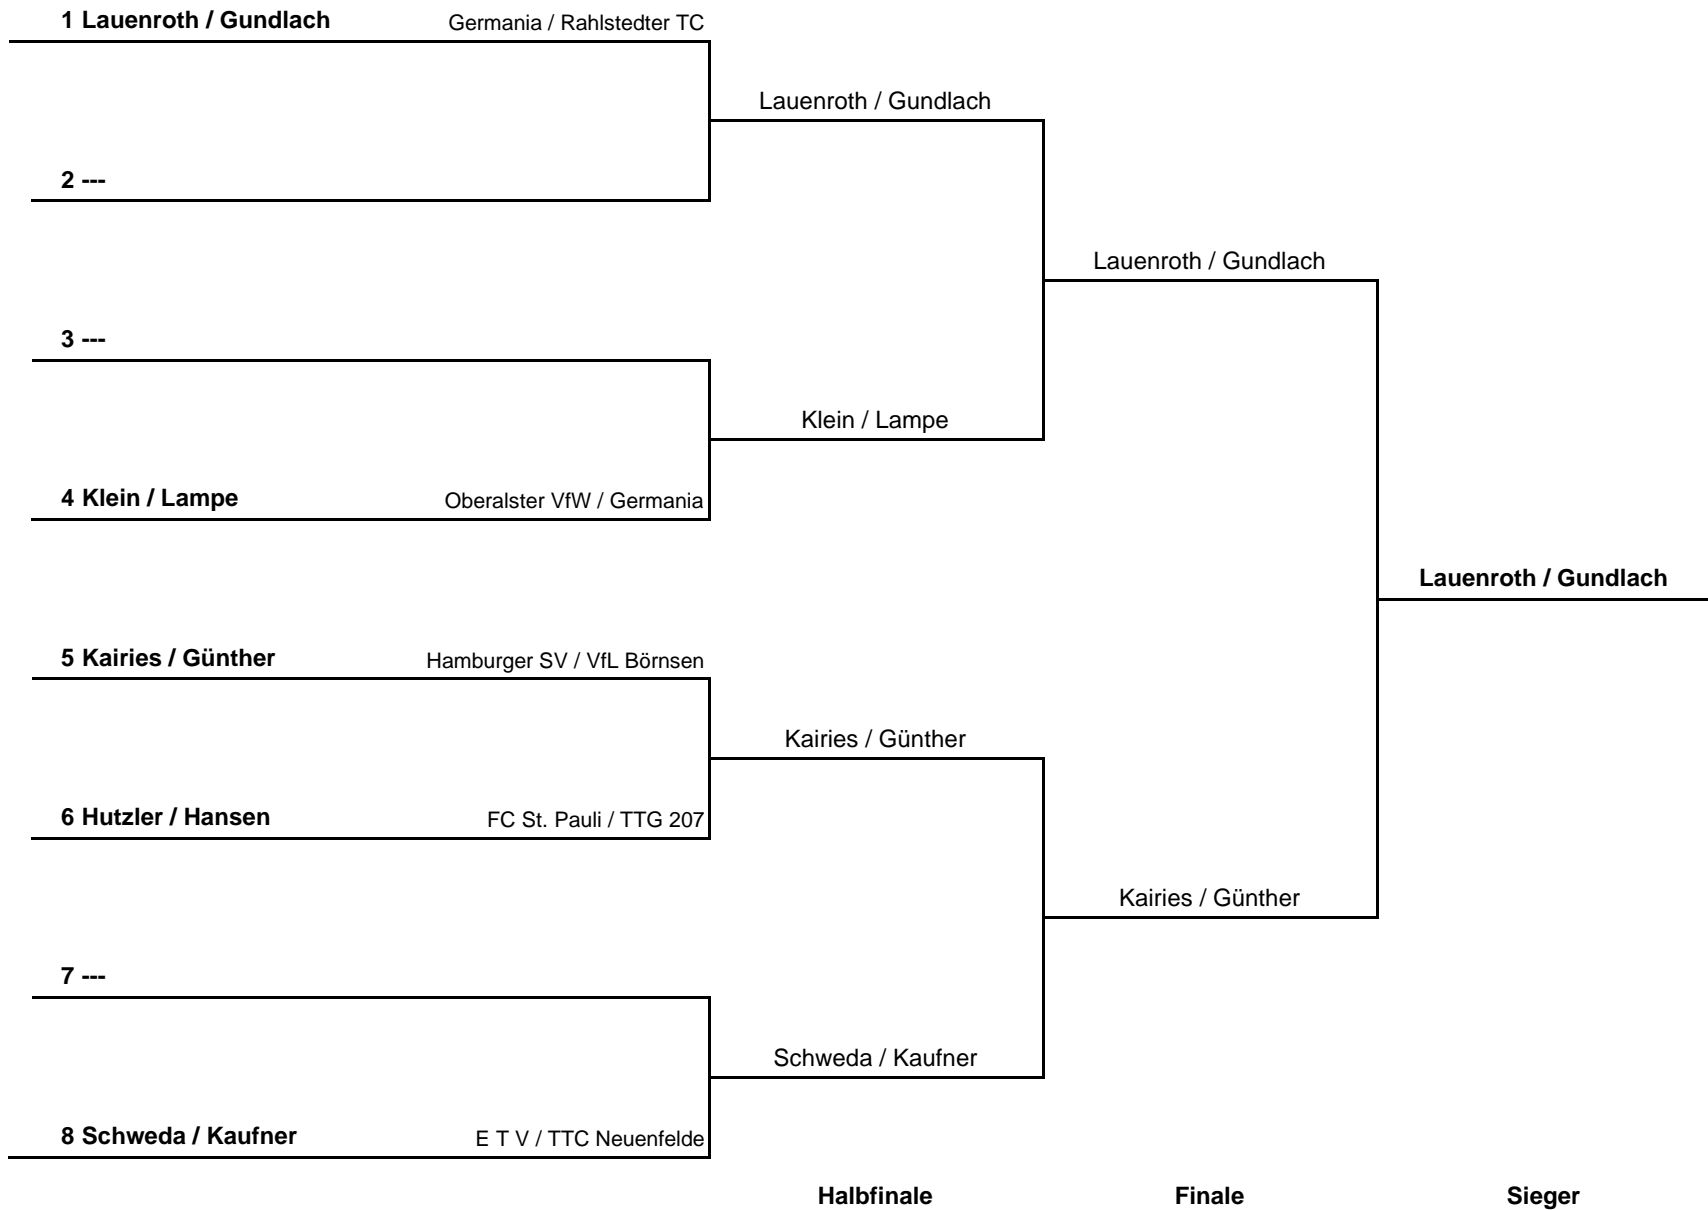 1 Lauenroth / Gundlach Germania / Rahlstedter TC
Lauenroth / Gundlach
2 ---
Lauenroth / Gundlach
3 ---
Klein / Lampe
4 Klein / Lampe Oberalster VfW / Germania
Lauenroth / Gundlach
5 Kairies / Günther Hamburger SV / VfL Börnsen
Kairies / Günther
6 Hutzler / Hansen FC St. Pauli / TTG 207
Kairies / Günther
7 ---
Schweda / Kaufner
8 Schweda / Kaufner E T V / TTC Neuenfelde
Halbfinale Finale Sieger